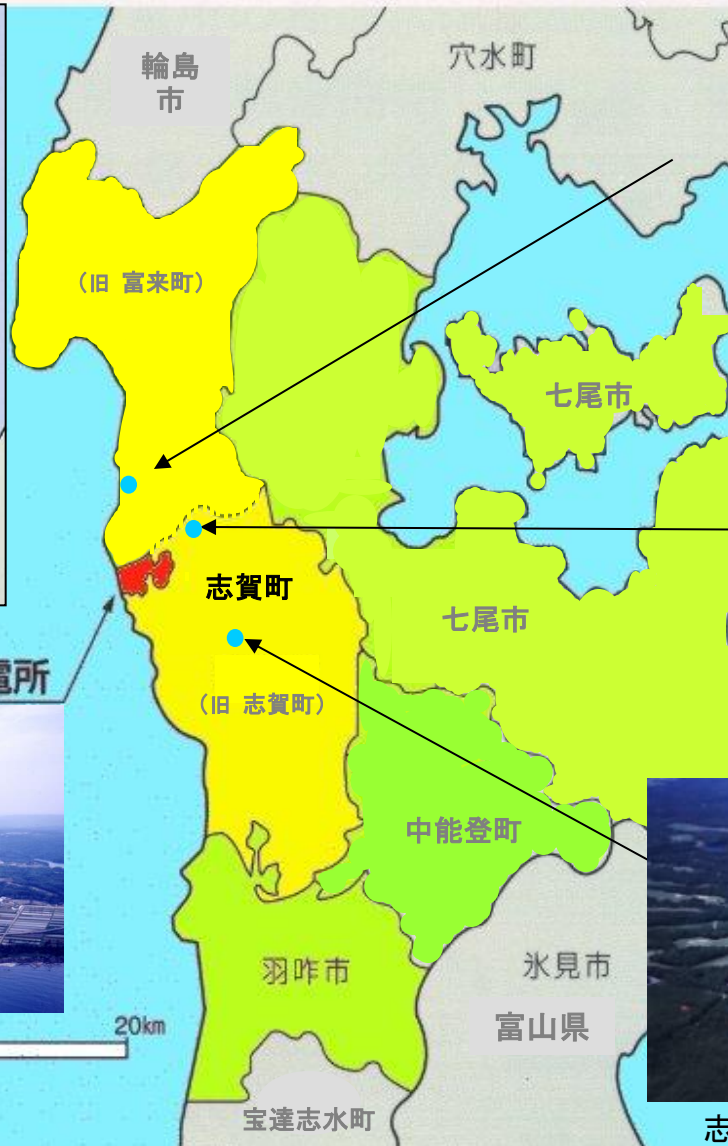 輪島
市
穴水町
（旧 富来町）
七尾市
志賀町
七尾市
電所
（旧 志賀町）
中能登町
羽咋市
氷見市
富山県
20km
宝達志水町
志